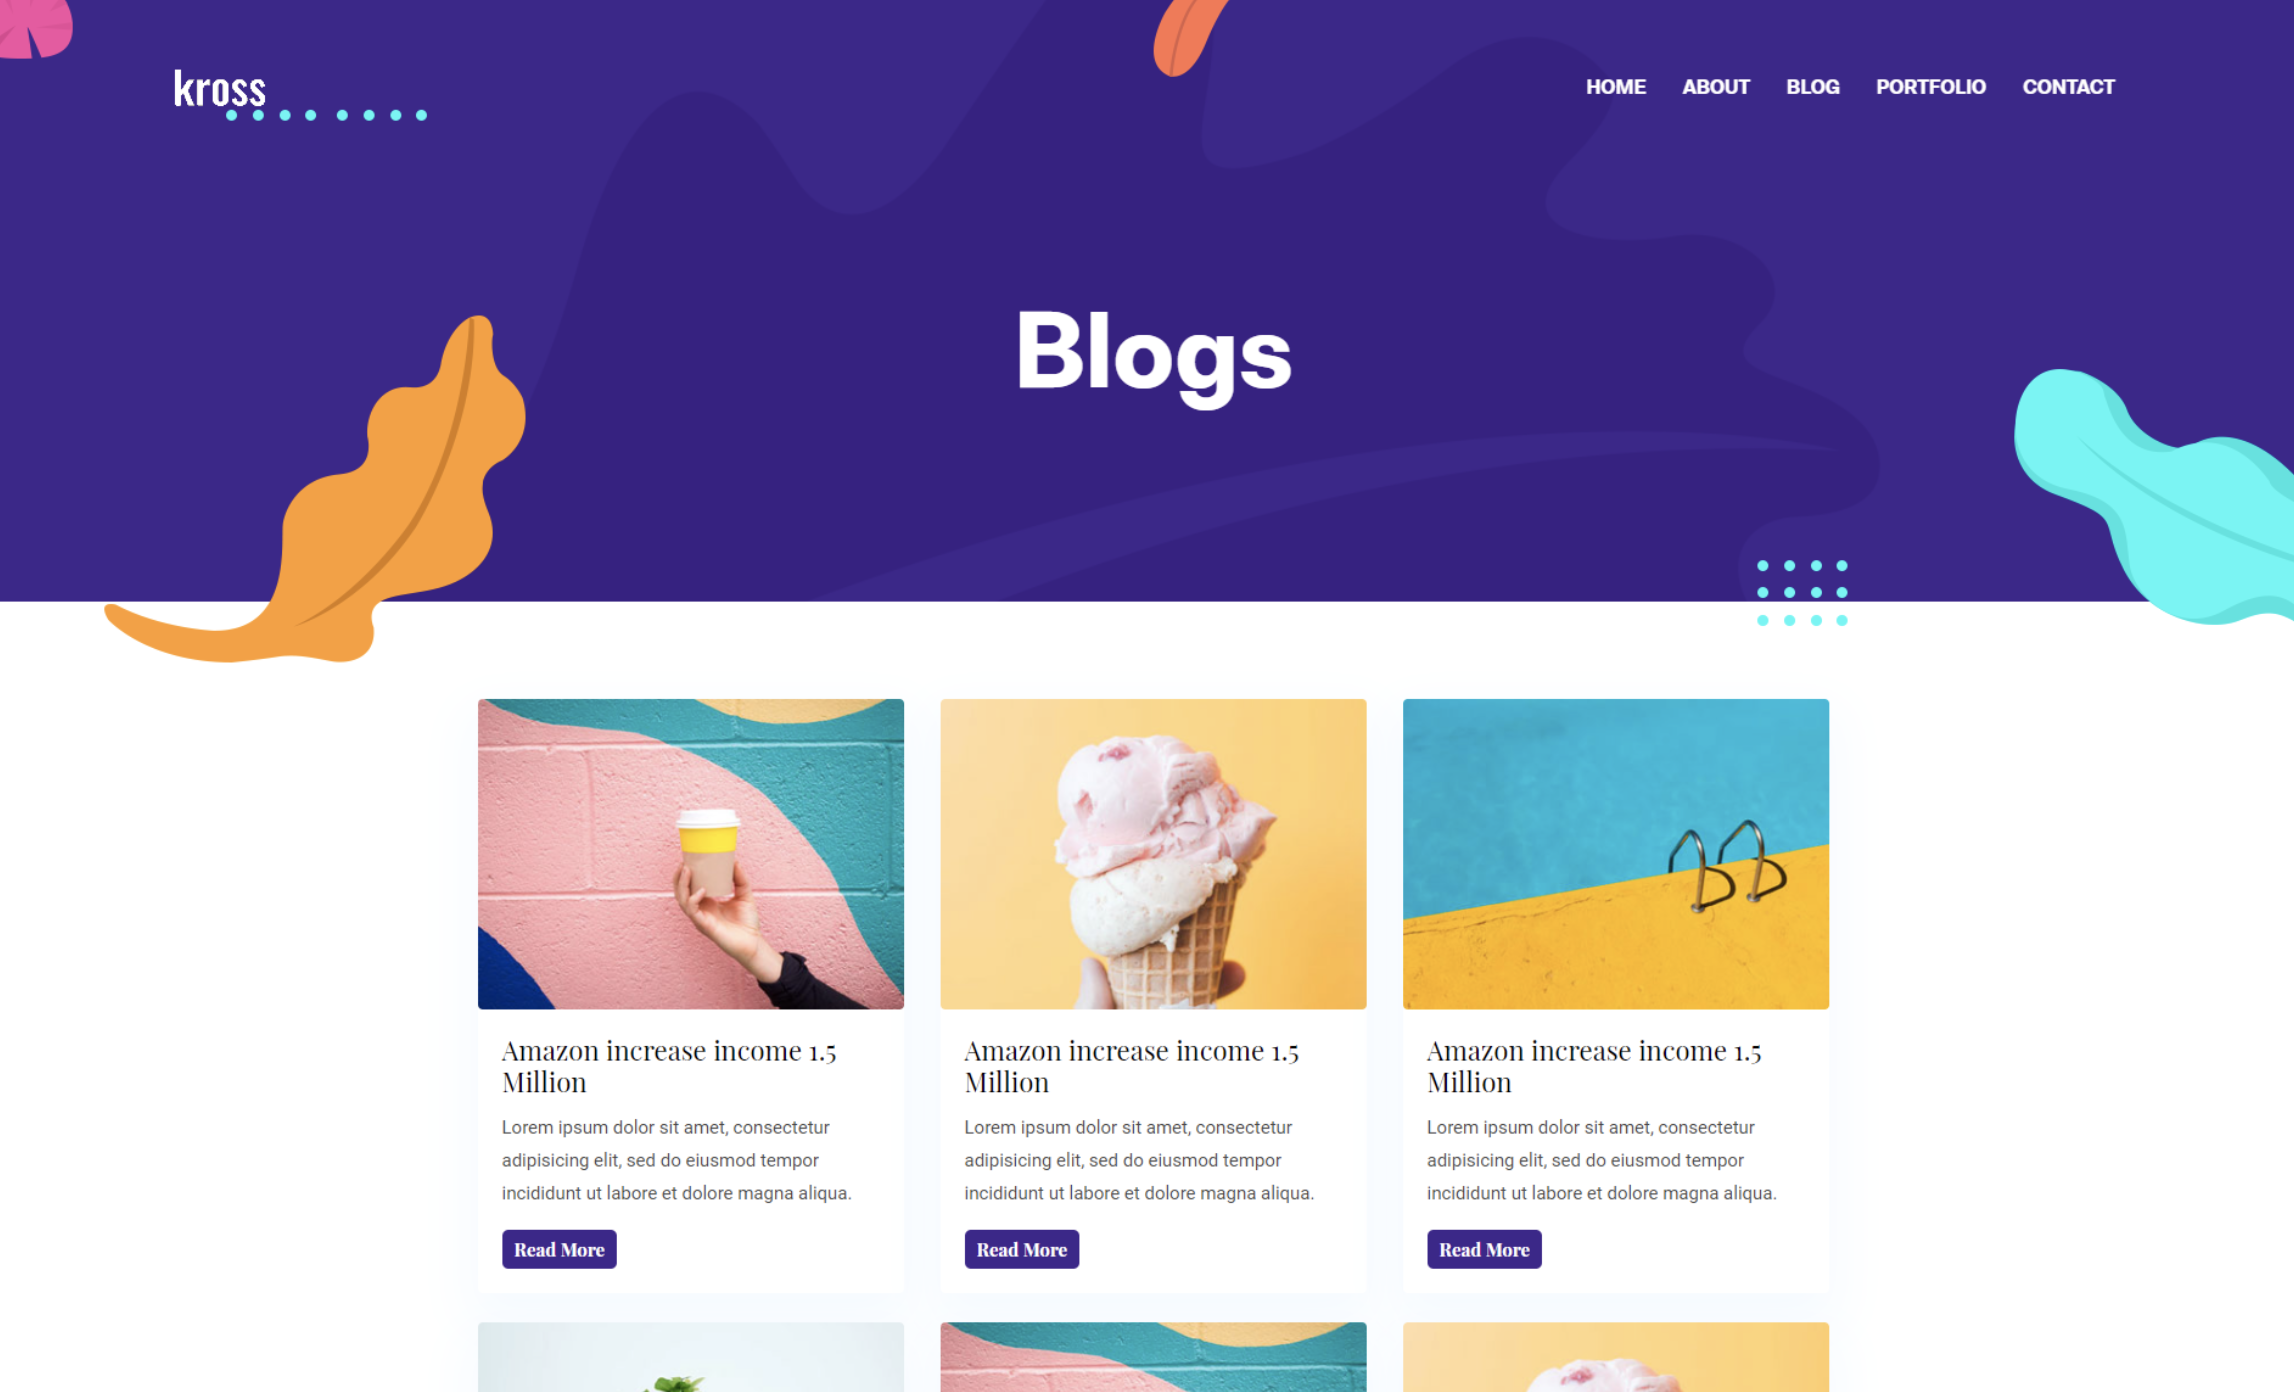 kross
HOME ABOUT BLOG PORTFOLIO CONTACT
Blogs
Amazon increase income 1.5
Million
Lorem ipsum dolor sit amet, consectetur
adipisicing elit, sed do eiusmod tempor
incididunt ut labore et dolore magna aliqua.
Read More
Amazon increase income 1.5
Million
Lorem ipsum dolor sit amet, consectetur
adipisicing elit, sed do eiusmod tempor
incididunt ut labore et dolore magna aliqua.
Read More
Amazon increase income 1.5
Million
Lorem ipsum dolor sit amet, consectetur
adipisicing elit, sed do eiusmod tempor
incididunt ut labore et dolore magna aliqua.
Read More